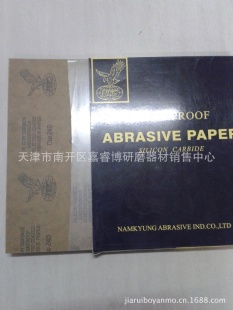 PROOF
ABRASIVE PAPER
SILICON CARBIDE
天津市南开区嘉睿博研磨器材销售中心
NAMKYUNG ABRASIVE IND.CO.,LTD
jiaruiboyanmo.cn.1688.com